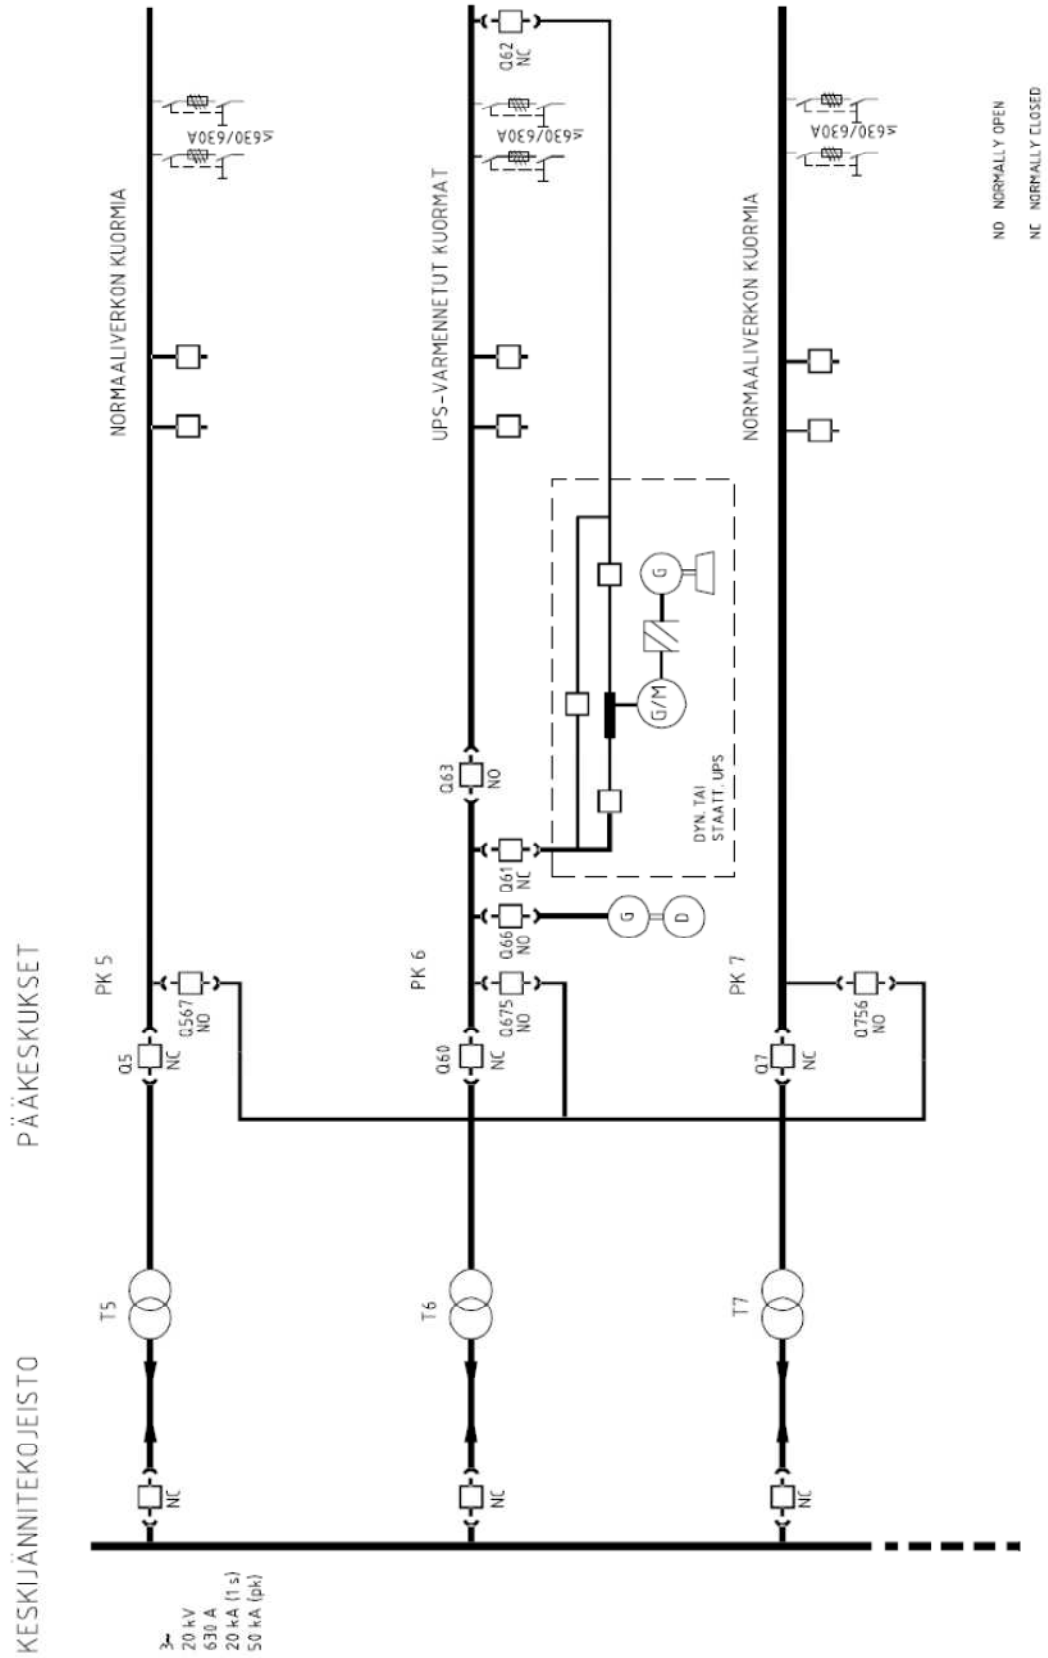 KESKIJÄNNITEKOJEISTO
PÄÄKESKUKSET
3~
20 kV
630 A
20 kA (1 s)
50 kA (pk)
NC
T5
Q5
NC
PK 5
Q567
NO
NORMAALIVERKON KUORMIA
≤630/630A
NC
T6
Q60
NC
PK 6
Q675
NO
Q66
NO
G
D
Q61
NC
Q63
NO
DYN. TAI
STAATT. UPS
G/M
G
UPS-VARMENNETUT KUORMAT
≤630/630A
Q62
NC
NC
T7
Q7
NC
PK 7
Q756
NO
NORMAALIVERKON KUORMIA
≤630/630A
NO NORMALLY OPEN
NC NORMALLY CLOSED